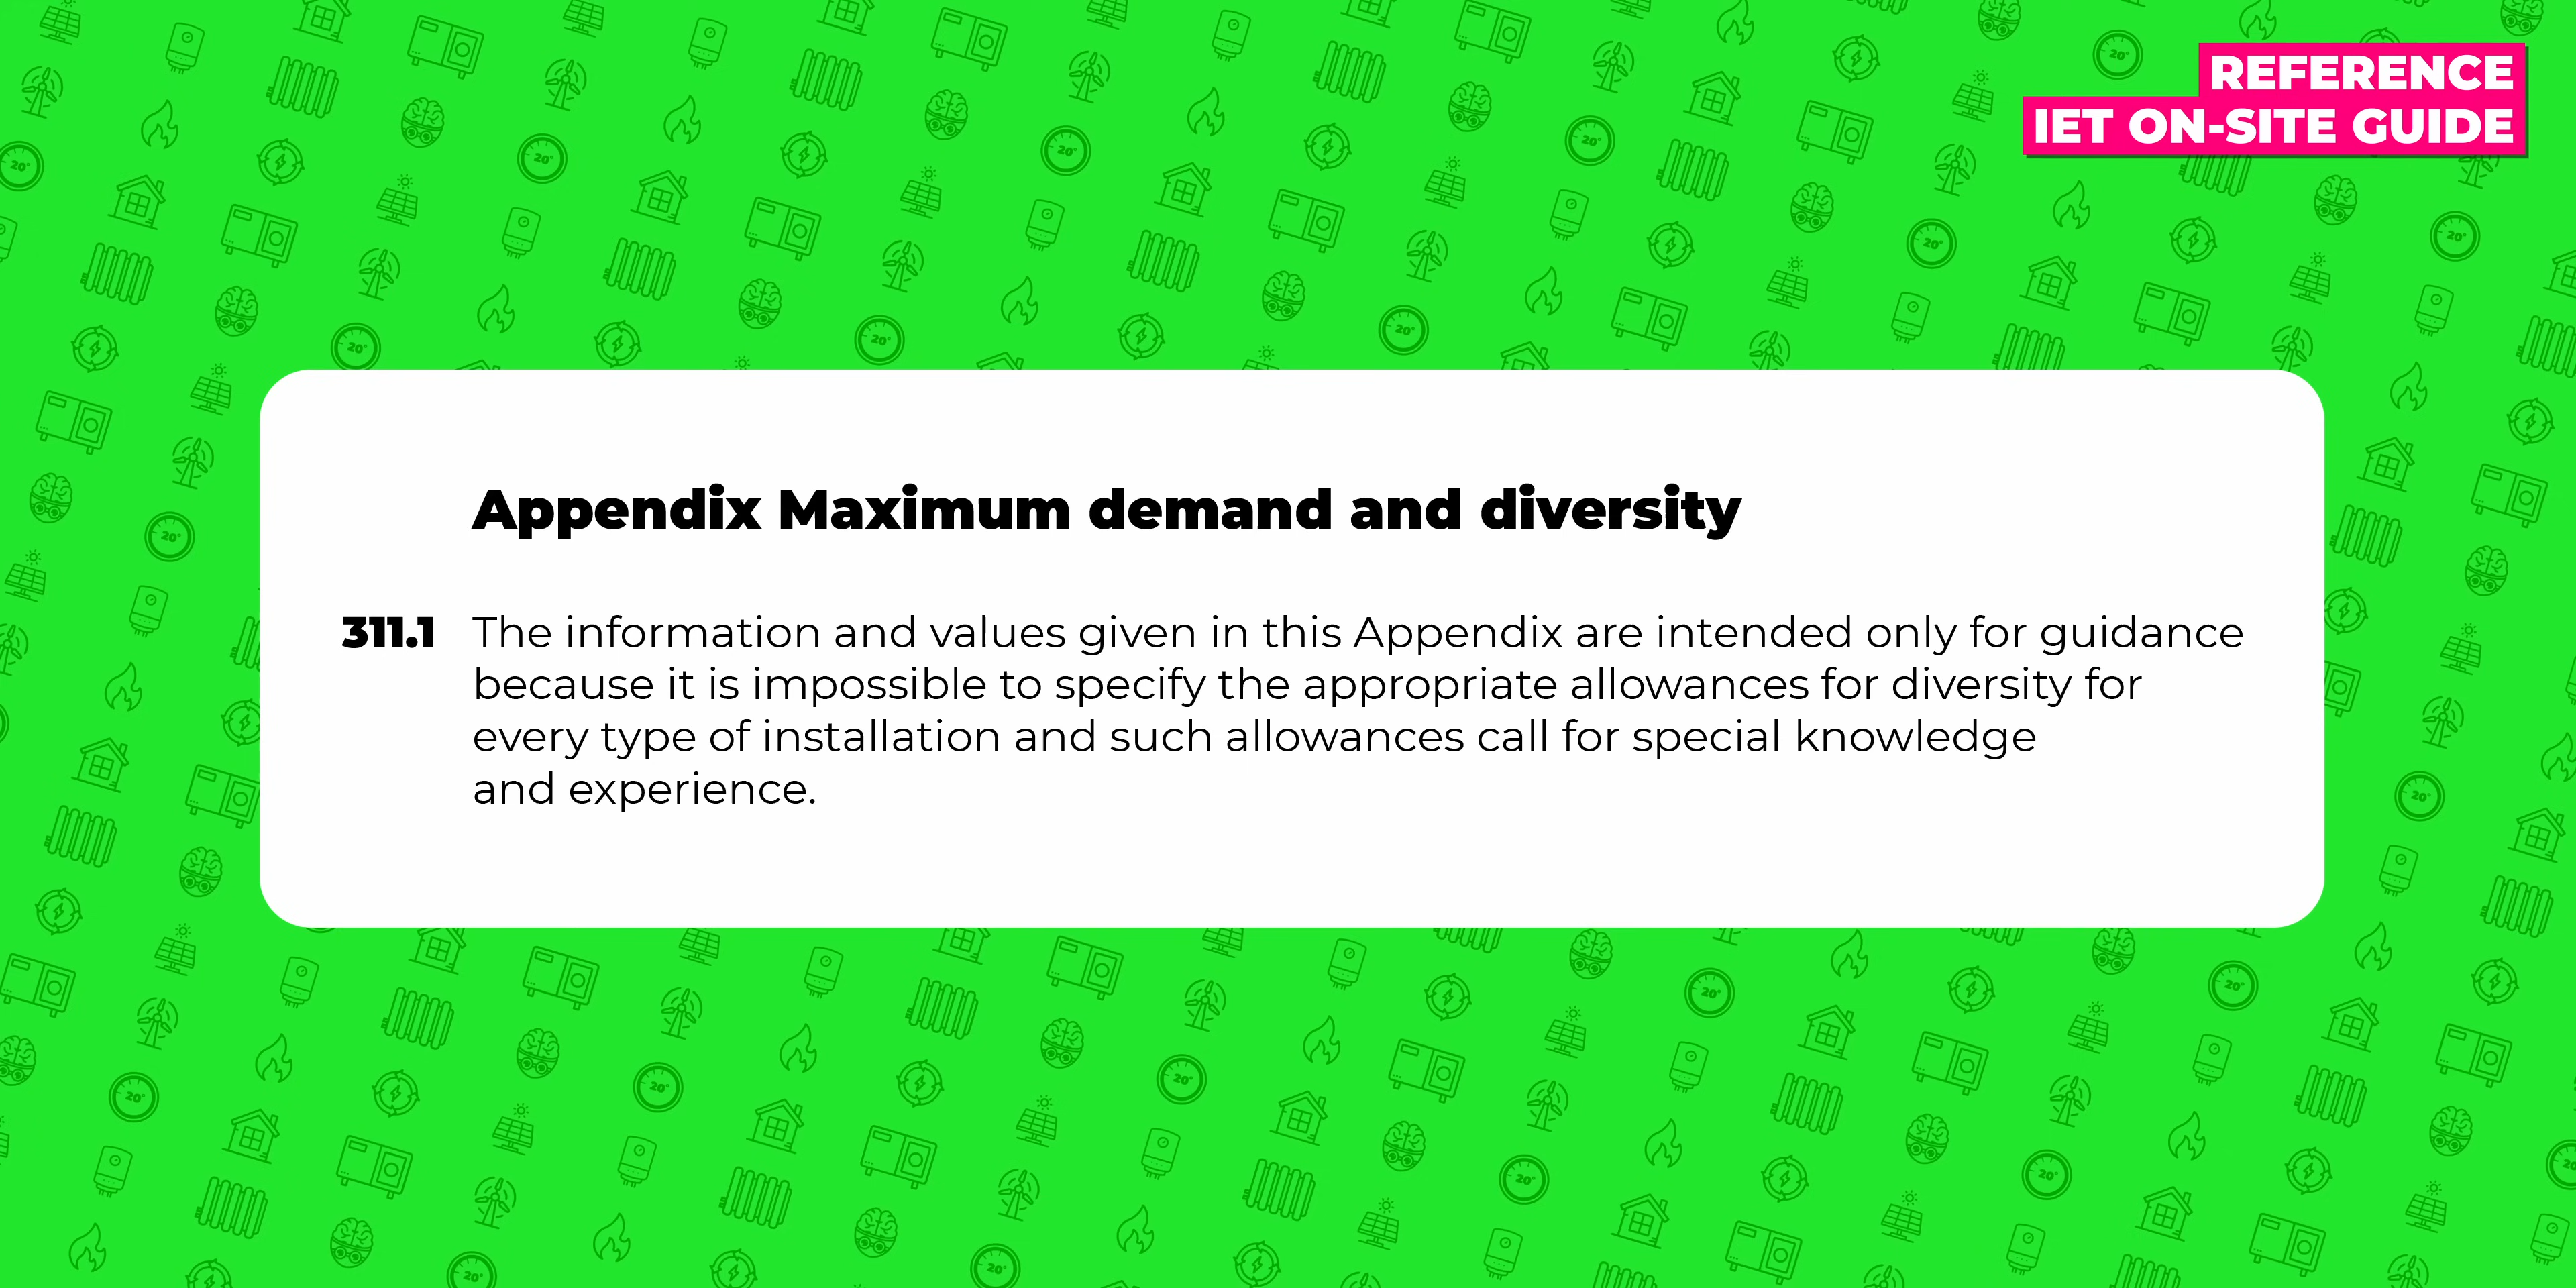 REFERENCE
IET ON-SITE GUIDE
Appendix Maximum demand and diversity
311.1 The information and values given in this Appendix are intended only for guidance
because it is impossible to specify the appropriate allowances for diversity for
every type of installation and such allowances call for special knowledge
and experience.